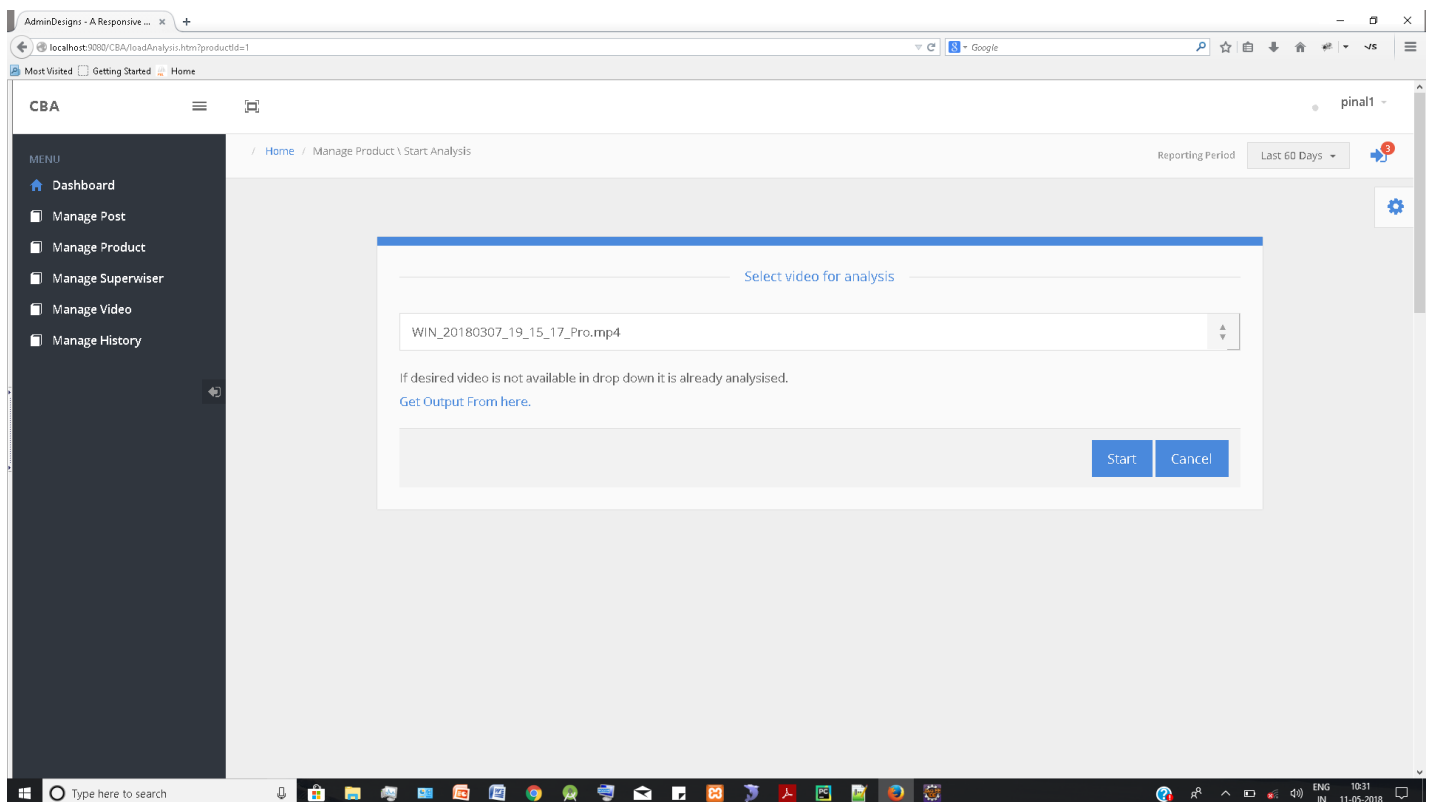 AdminDesigns - A Responsive ... × +
localhost:9080/CBA/loadAnalysis.htm?productId=1
8 Google
Most Visited Getting Started Home
CBA
pinal1
/ Home / Manage Product \ Start Analysis
Reporting Period Last 60 Days 3
MENU
Dashboard
Manage Post
Manage Product
Manage Superwiser
Manage Video
Manage History
Select video for analysis
WIN_20180307_19_15_17_Pro.mp4
If desired video is not available in drop down it is already analysised.
Get Output From here.
Start Cancel
Type here to search
ENG 10:31
IN 11-05-2018